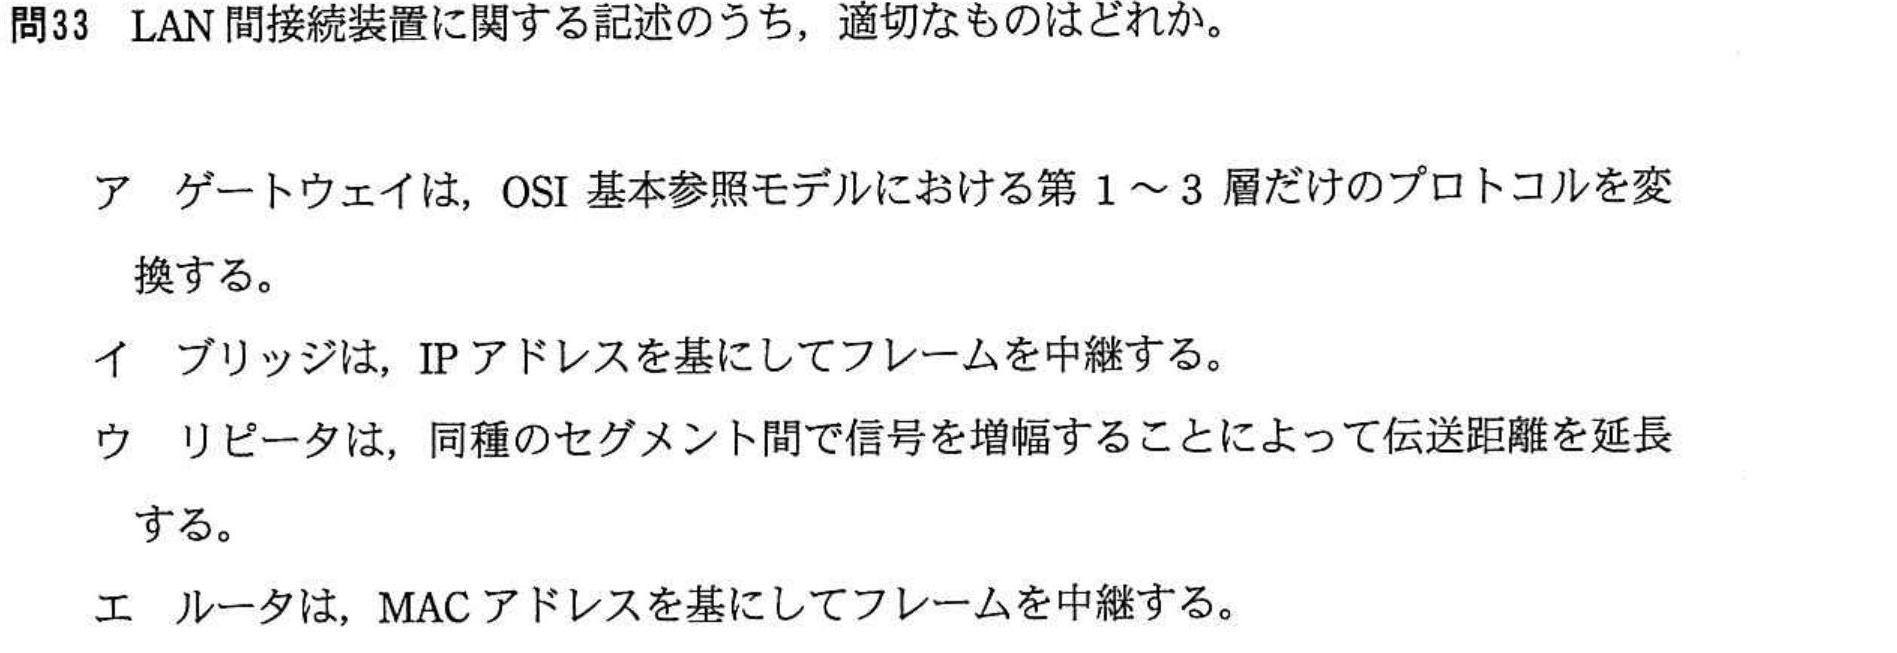 問33 LAN間接続装置に関する記述のうち，適切なものはどれか。
ア ゲートウェイは，OSI 基本参照モデルにおける第 1 ～ 3 層だけのプロトコルを変
換する。
イ ブリッジは，IP アドレスを基にしてフレームを中継する。
ウ リピータは，同種のセグメント間で信号を増幅することによって伝送距離を延長
する。
エ ルータは，MAC アドレスを基にしてフレームを中継する。